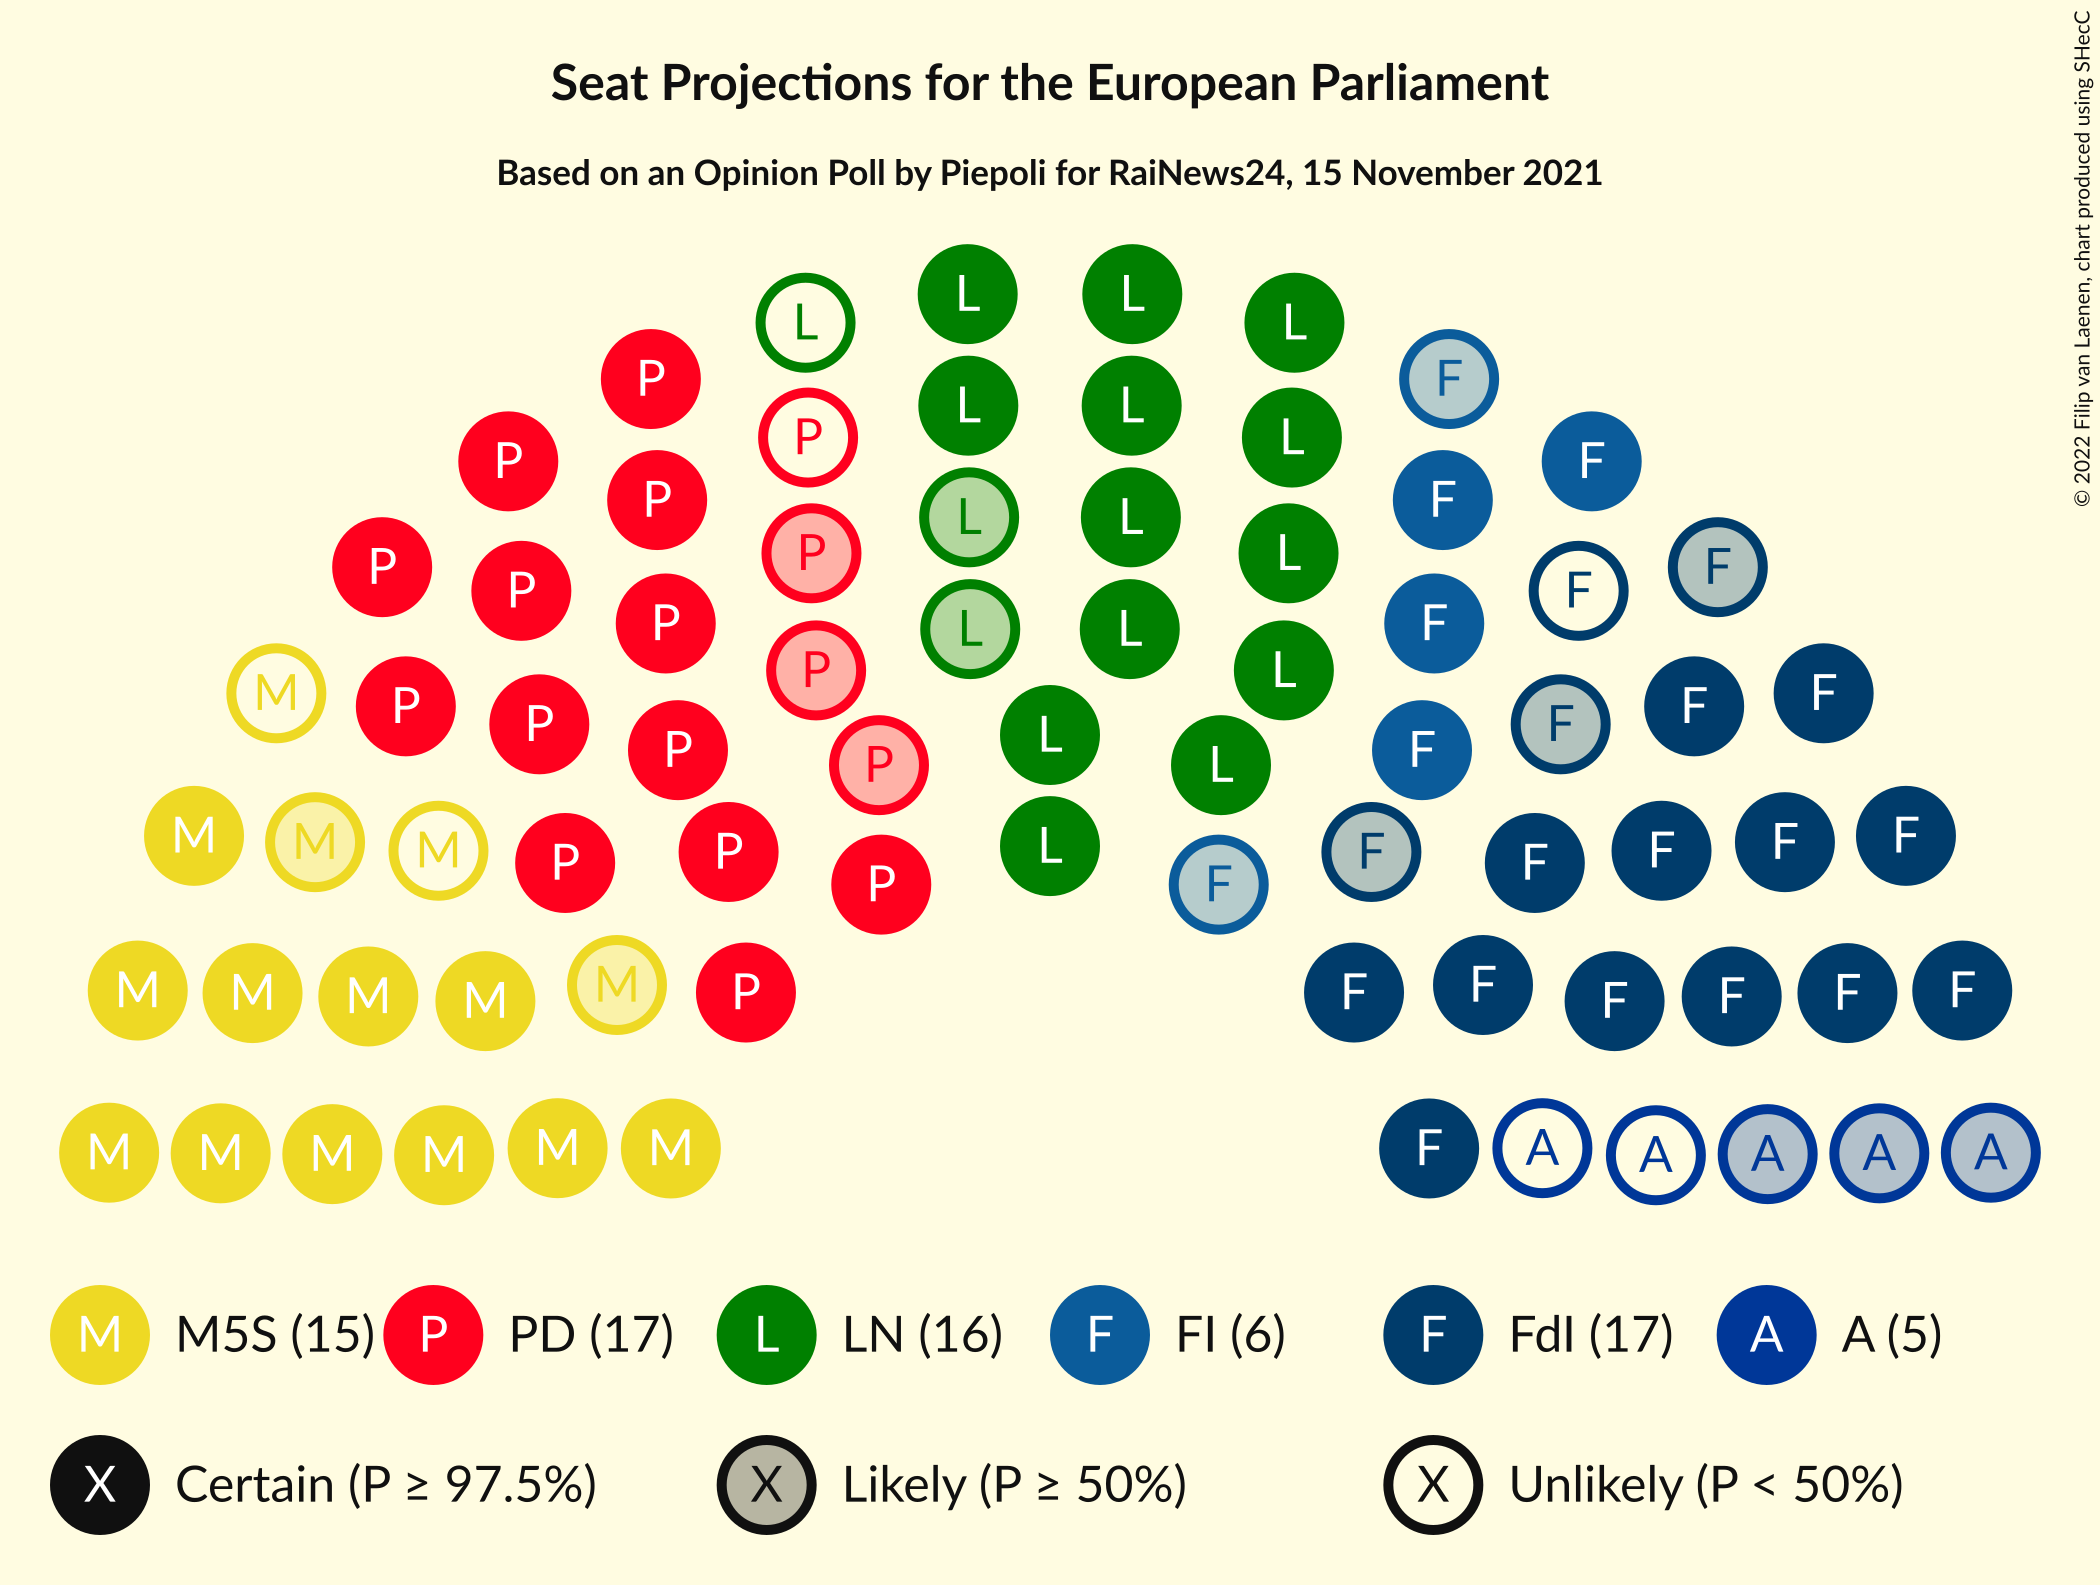 Seat Projections for the European Parliament
Based on an Opinion Poll by Piepoli for RaiNews24, 15 November 2021
© 2022 Filip van Laenen, chart produced using SHecC
L L L L
P F
P L L P L F
P P F F
P P L L P L F F
P P F F
M P P P L L P L F F F F
P L L P F
M M M P P P L F F F F F F
M M M M M P F F F F F F
M M M M M M F A A A A A
M M5S (15) P PD (17) L LN (16) F FI (6) F FdI (17) A A (5)
X Certain (P ≥ 97.5%) X Likely (P ≥ 50%) X Unlikely (P < 50%)